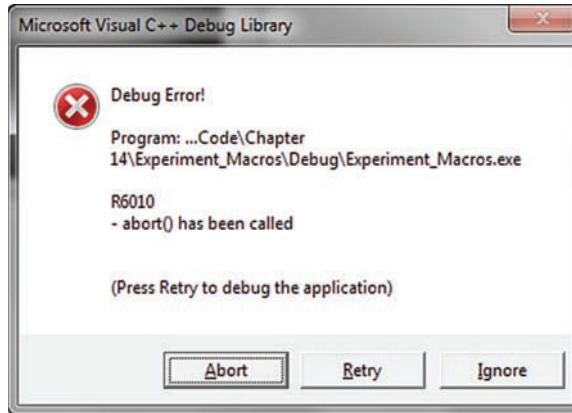 Microsoft Visual C++ Debug Library
Debug Error!
Program: ...Code\Chapter
14\Experiment_Macros\Debug\Experiment_Macros.exe
R6010
- abort() has been called
(Press Retry to debug the application)
Abort Retry Ignore